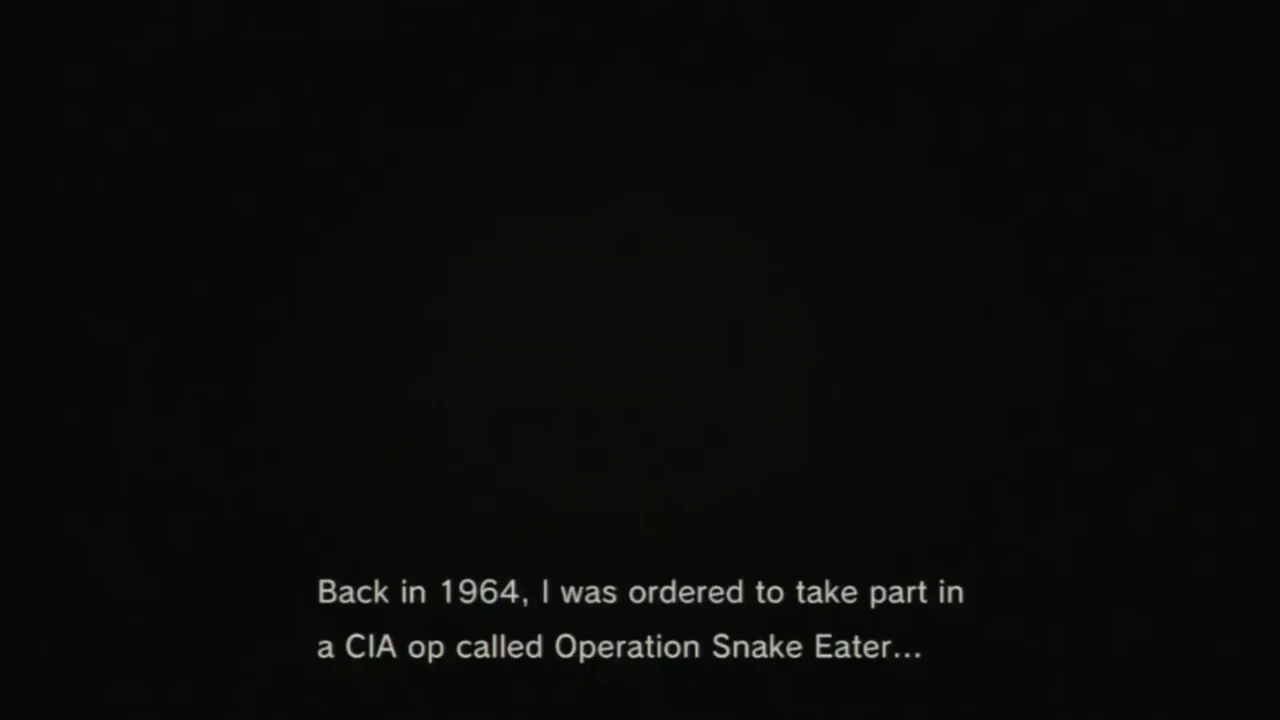 Back in 1964, I was ordered to take part in
a CIA op called Operation Snake Eater...